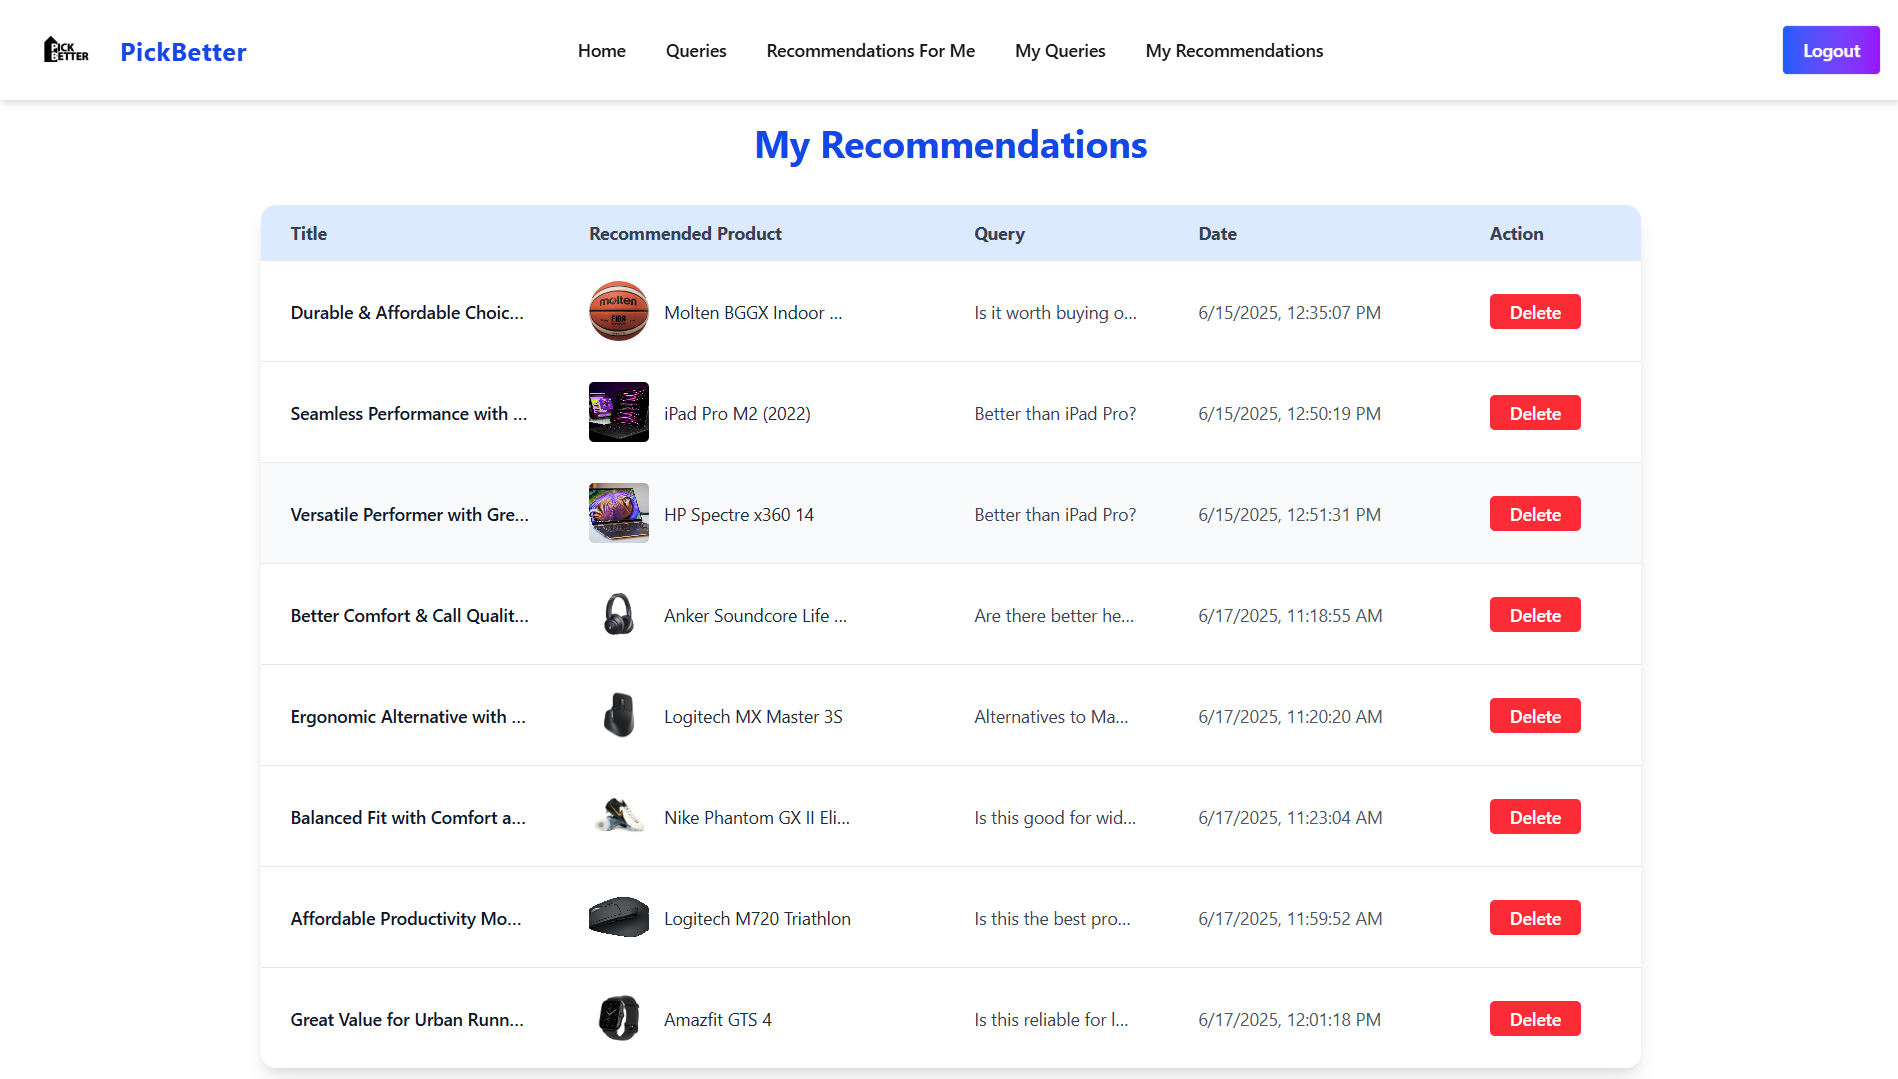 PICK BETTER PickBetter Home Queries Recommendations For Me My Queries My Recommendations Logout
My Recommendations
Title Recommended Product Query Date Action
Durable & Affordable Choic... molten FIBA Molten BGGX Indoor ... Is it worth buying o... 6/15/2025, 12:35:07 PM Delete
Seamless Performance with ... iPad Pro M2 (2022) Better than iPad Pro? 6/15/2025, 12:50:19 PM Delete
Versatile Performer with Gre... HP Spectre x360 14 Better than iPad Pro? 6/15/2025, 12:51:31 PM Delete
Better Comfort & Call Qualit... Anker Soundcore Life ... Are there better he... 6/17/2025, 11:18:55 AM Delete
Ergonomic Alternative with ... Logitech MX Master 3S Alternatives to Ma... 6/17/2025, 11:20:20 AM Delete
Balanced Fit with Comfort a... Nike Phantom GX II Eli... Is this good for wid... 6/17/2025, 11:23:04 AM Delete
Affordable Productivity Mo... Logitech M720 Triathlon Is this the best pro... 6/17/2025, 11:59:52 AM Delete
Great Value for Urban Runn... Amazfit GTS 4 Is this reliable for l... 6/17/2025, 12:01:18 PM Delete